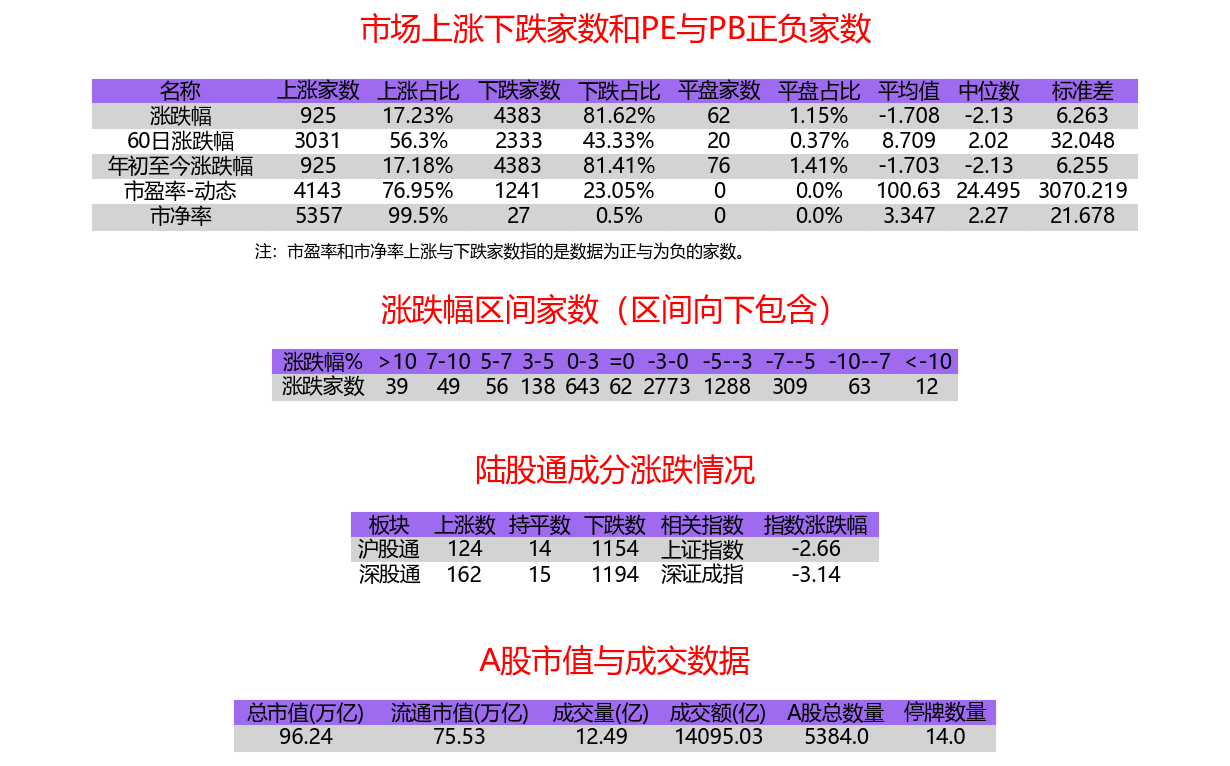 市场上涨下跌家数和PE与PB正负家数
名称 上涨家数 上涨占比 下跌家数 下跌占比 平盘家数 平盘占比 平均值 中位数 标准差
涨跌幅 925 17.23% 4383 81.62% 62 1.15% -1.708 -2.13 6.263
60日涨跌幅 3031 56.3% 2333 43.33% 20 0.37% 8.709 2.02 32.048
年初至今涨跌幅 925 17.18% 4383 81.41% 76 1.41% -1.703 -2.13 6.255
市盈率-动态 4143 76.95% 1241 23.05% 0 0.0% 100.63 24.495 3070.219
市净率 5357 99.5% 27 0.5% 0 0.0% 3.347 2.27 21.678
注：市盈率和市净率上涨与下跌家数指的是数据为正与为负的家数。
涨跌幅区间家数（区间向下包含）
涨跌幅% >10 7-10 5-7 3-5 0-3 =0 -3-0 -5--3 -7--5 -10--7 <-10
涨跌家数 39 49 56 138 643 62 2773 1288 309 63 12
陆股通成分涨跌情况
板块 上涨数 持平数 下跌数 相关指数 指数涨跌幅
沪股通 124 14 1154 上证指数 -2.66
深股通 162 15 1194 深证成指 -3.14
A股市值与成交数据
总市值(万亿) 流通市值(万亿) 成交量(亿) 成交额(亿) A股总数量 停牌数量
96.24 75.53 12.49 14095.03 5384.0 14.0